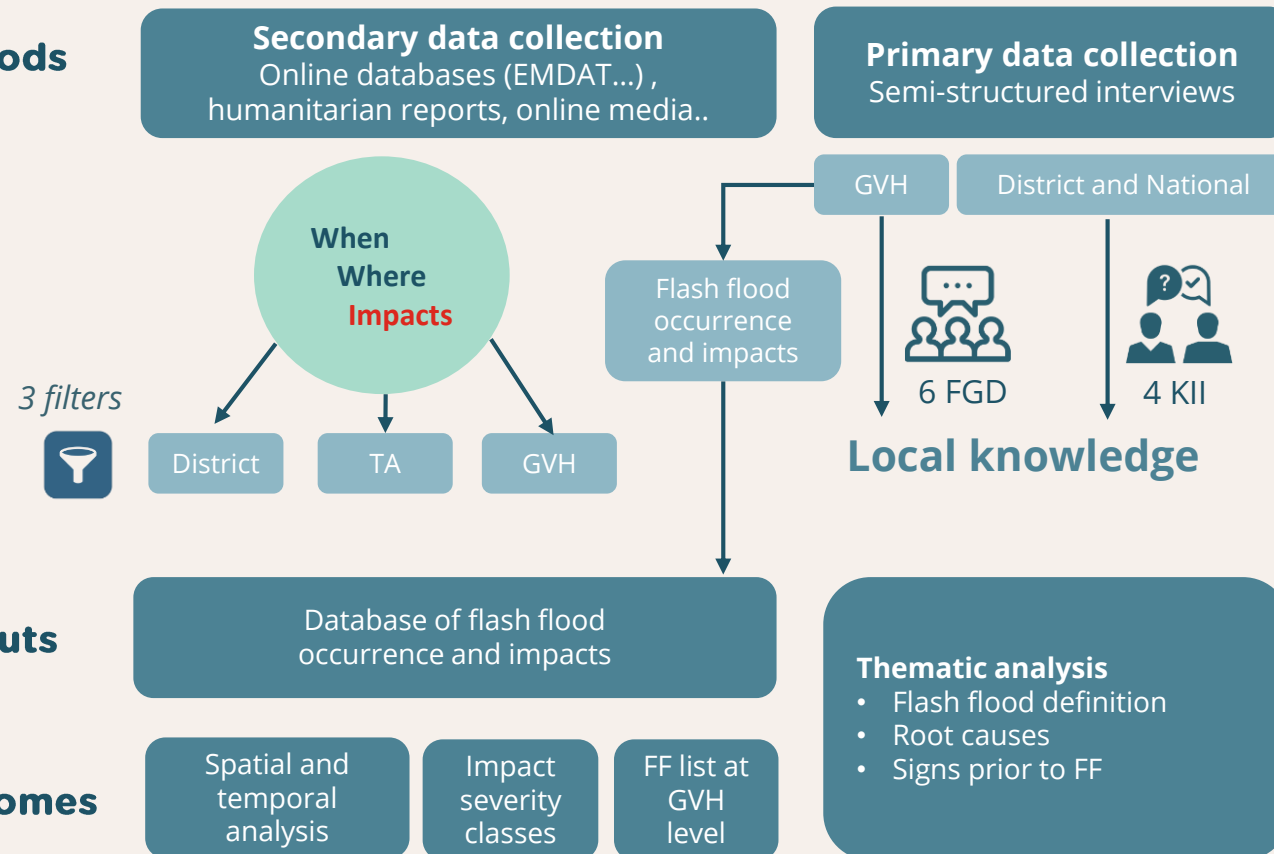 ods
Secondary data collection
Online databases (EMDAT...) ,
humanitarian reports, online media..
Primary data collection
Semi-structured interviews
GVH
District and National
When
Where
Impacts
Flash flood
occurrence
and impacts
?
6 FGD
4 KII
3 filters
District
TA
GVH
Local knowledge
uts
Database of flash flood
occurrence and impacts
Thematic analysis
• Flash flood definition
• Root causes
• Signs prior to FF
omes
Spatial and
temporal
analysis
Impact
severity
classes
FF list at
GVH
level